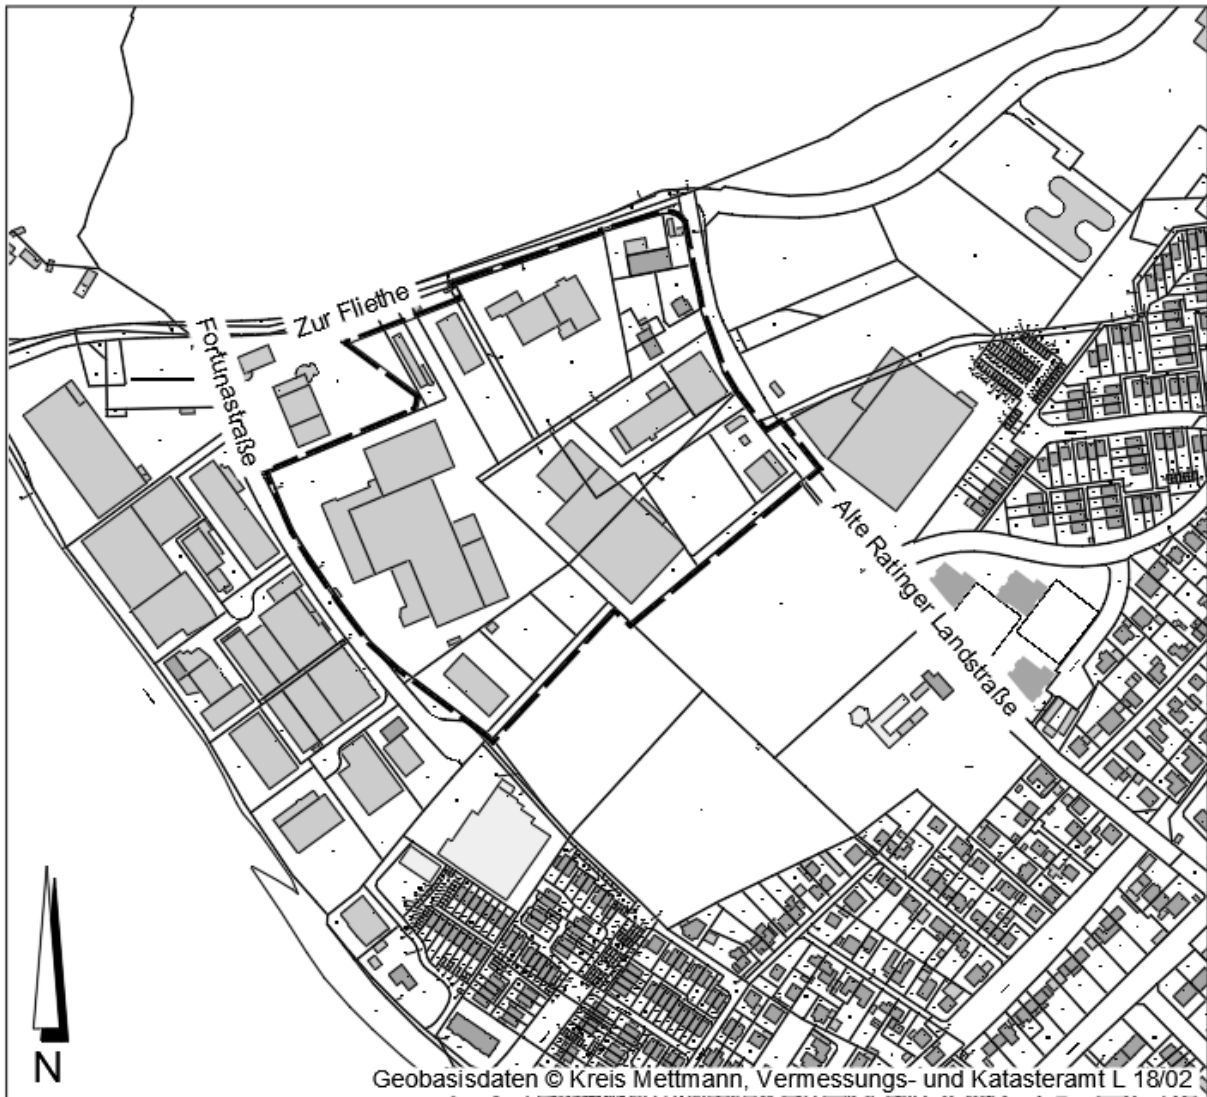 Zur Fliethe
Fortunastraße
Alte Ratinger Landstraße
N
Geobasisdaten © Kreis Mettmann, Vermessungs- und Katasteramt L 18/02